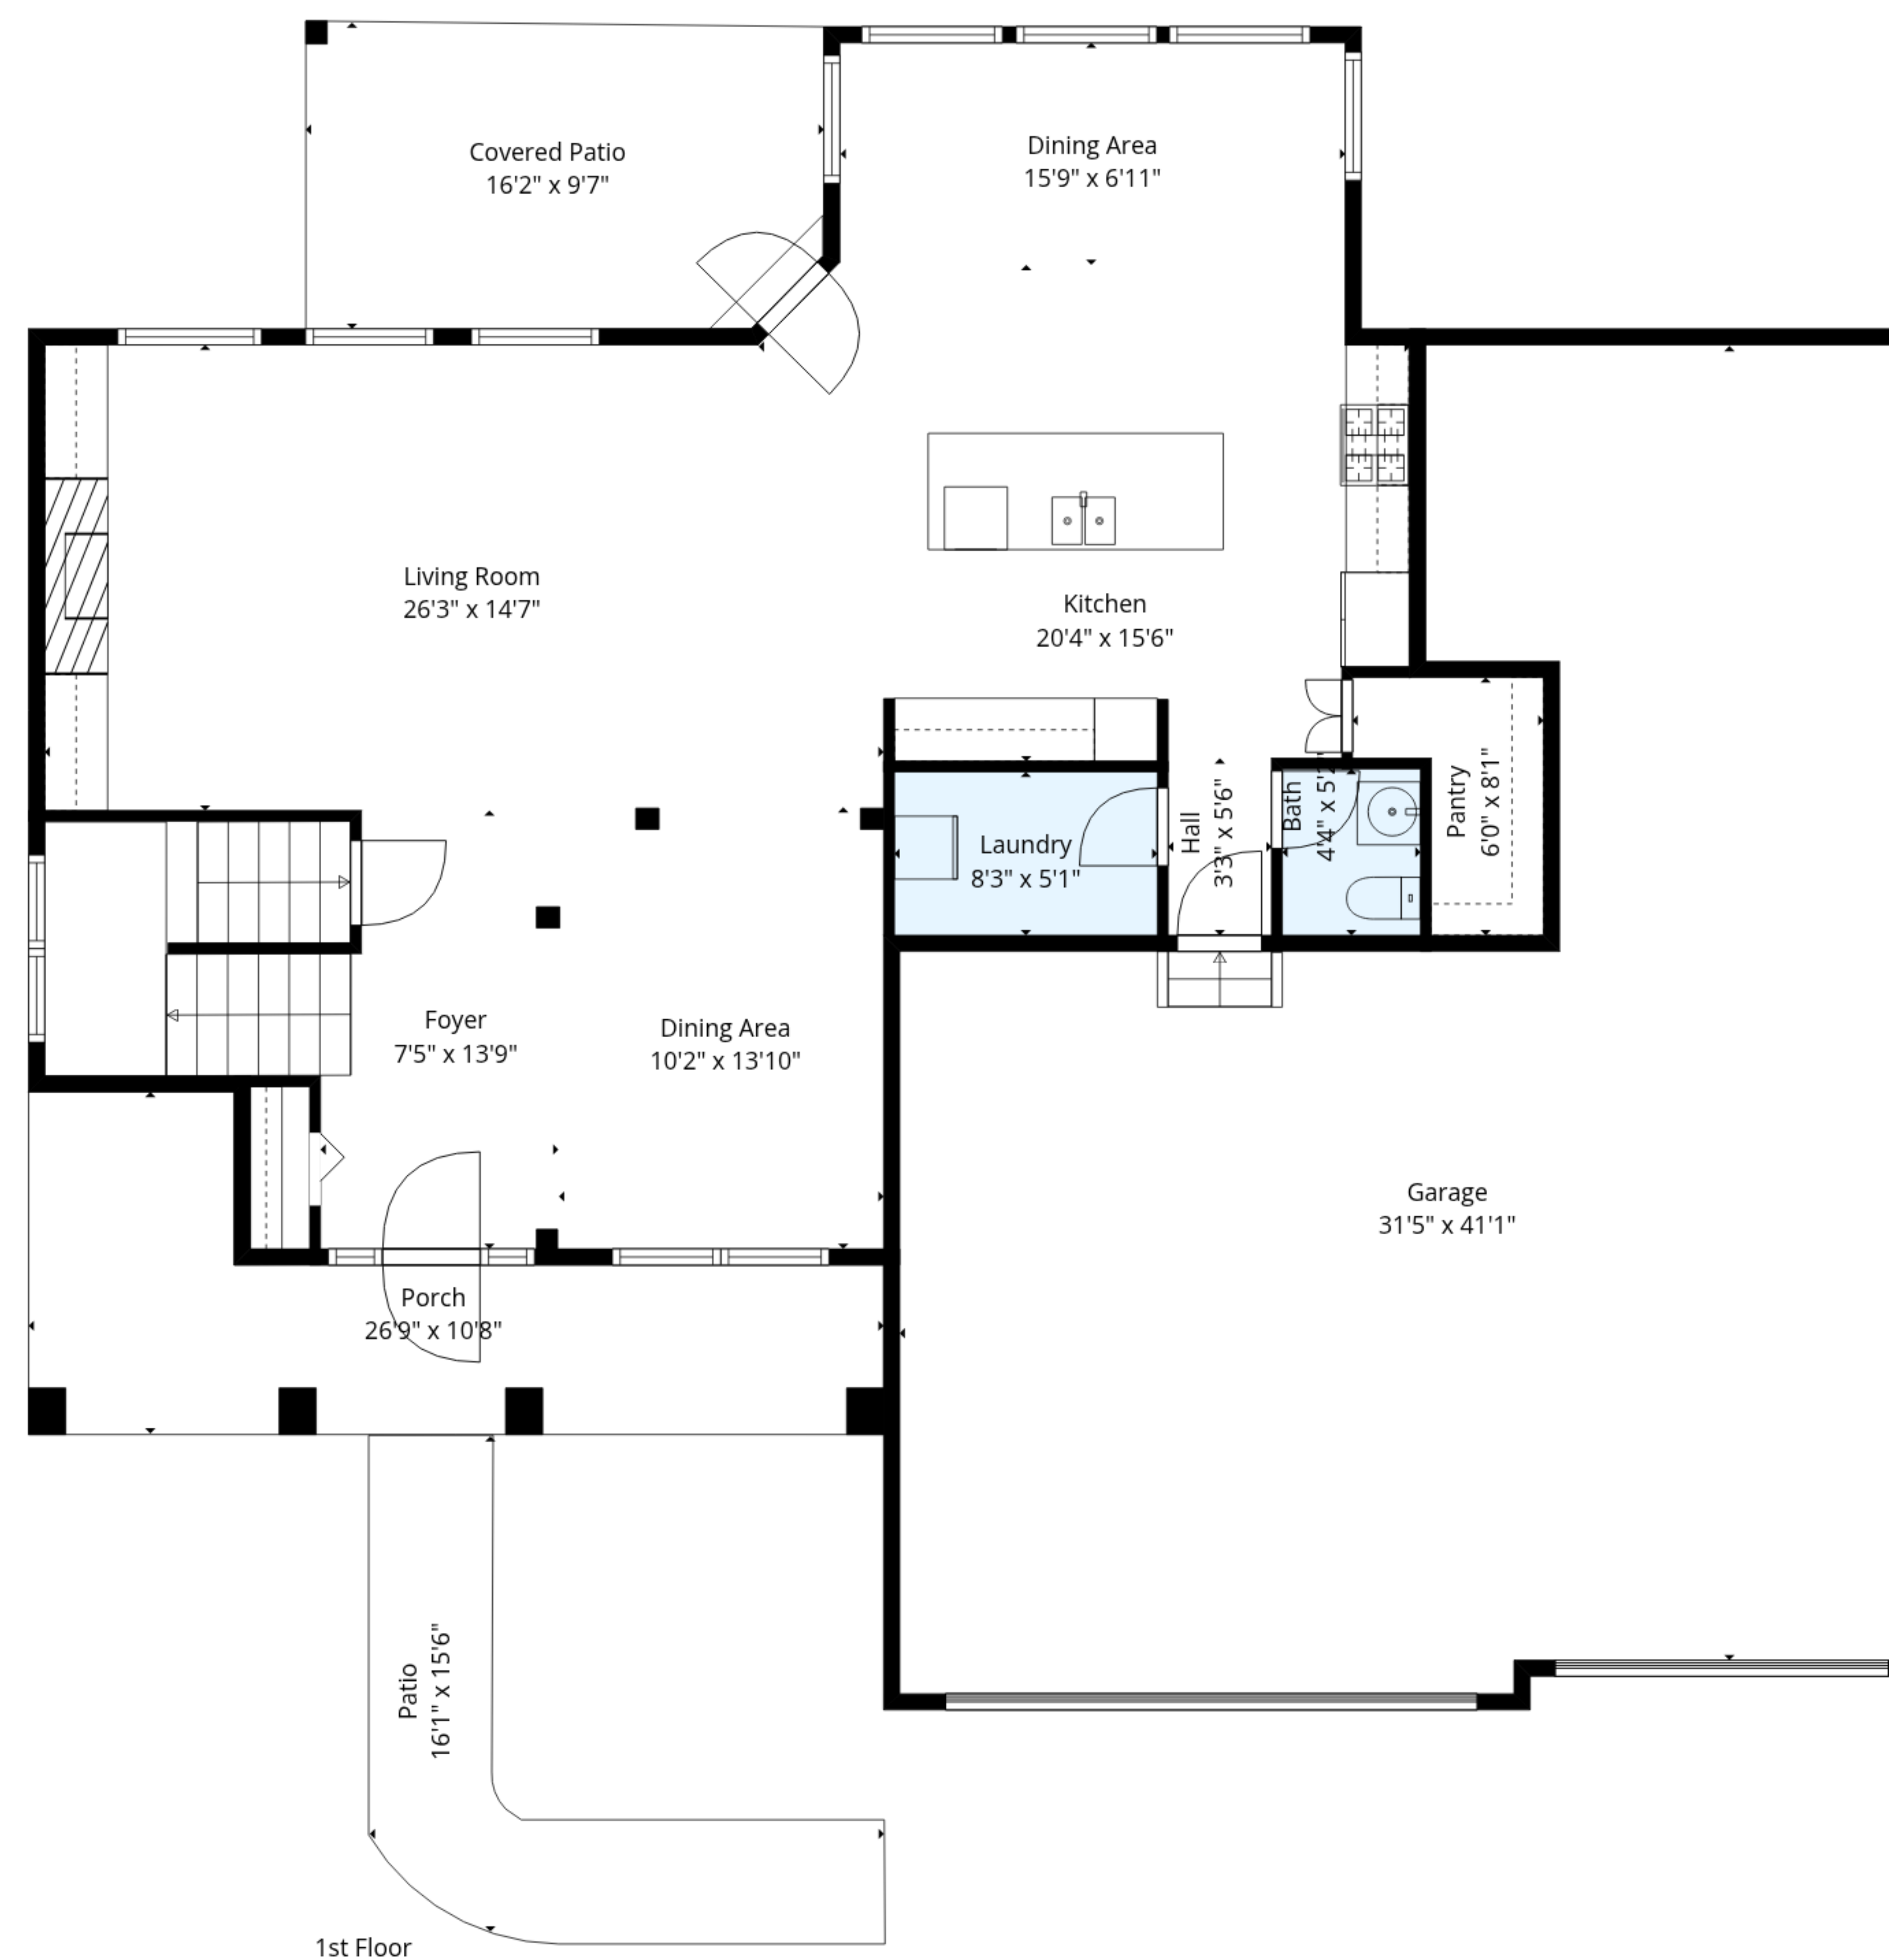 Covered Patio
16'2" x 9'7"
Dining Area
15'9" x 6'11"
Living Room
26'3" x 14'7"
Kitchen
20'4" x 15'6"
Laundry
8'3" x 5'1"
Hall
3'3" x 5'6"
Bath
4'4" x
Pantry
6'0" x 8'1"
Foyer
7'5" x 13'9"
Dining Area
10'2" x 13'10"
Garage
31'5" x 41'1"
Porch
26'9" x 10'8"
Patio
16'1" x 15'6"
1st Floor